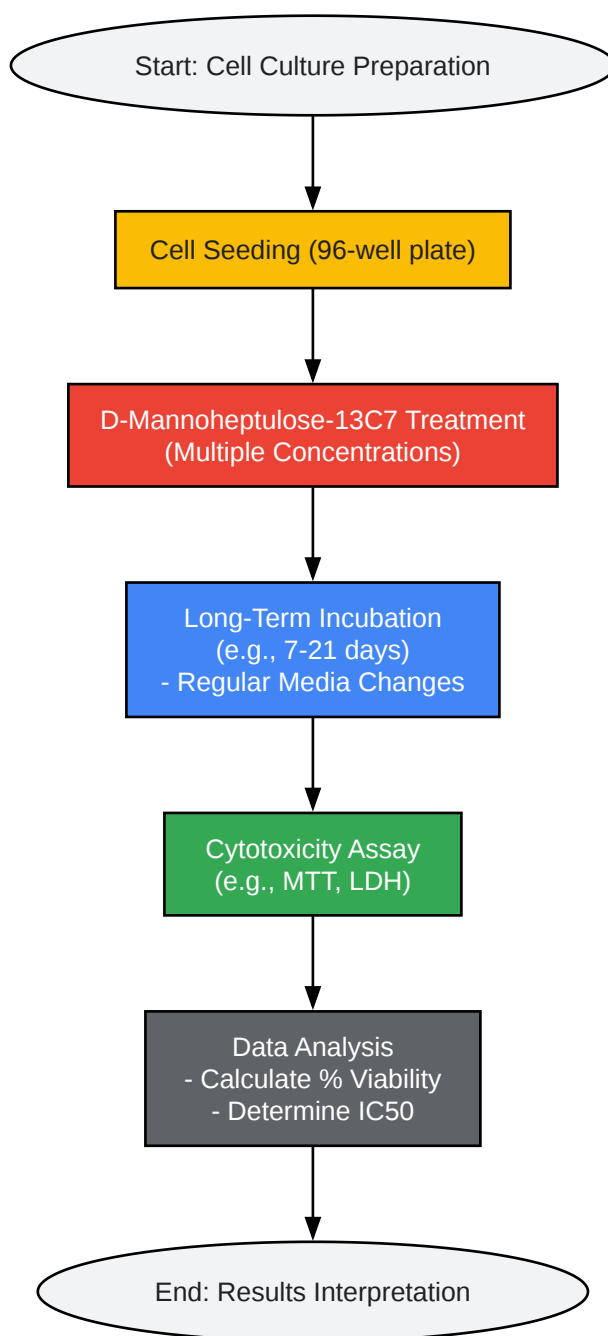 Start: Cell Culture Preparation
Cell Seeding (96-well plate)
D-Mannoheptulose-13C7 Treatment
(Multiple Concentrations)
Long-Term Incubation
(e.g., 7-21 days)
- Regular Media Changes
Cytotoxicity Assay
(e.g., MTT, LDH)
Data Analysis
- Calculate % Viability
- Determine IC50
End: Results Interpretation